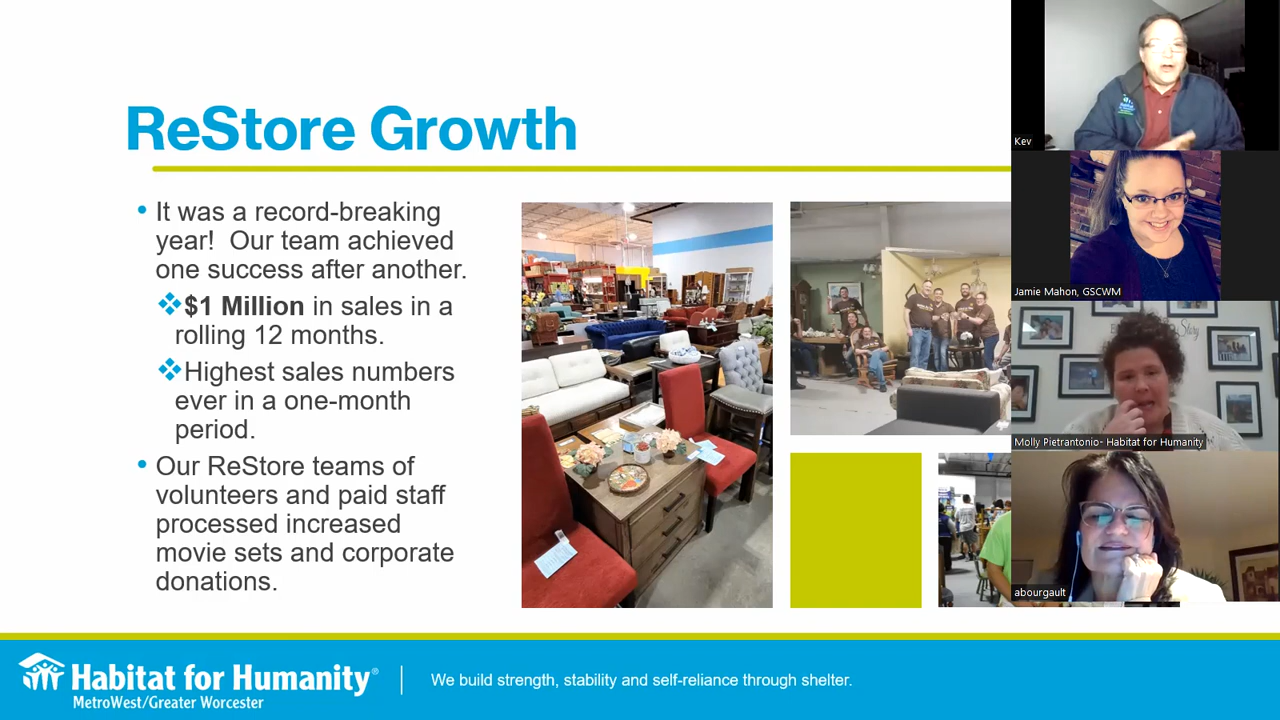 ReStore Growth
• It was a record-breaking
year! Our team achieved
one success after another.
❖$1 Million in sales in a
rolling 12 months.
❖Highest sales numbers
ever in a one-month
period.
• Our ReStore teams of
volunteers and paid staff
processed increased
movie sets and corporate
donations.
Kev
Jamie Mahon, GSCWM
Story
Molly Pietrantonio- Habitat for Humanity
abourgault
Habitat for Humanity®
MetroWest/Greater Worcester
We build strength, stability and self-reliance through shelter.